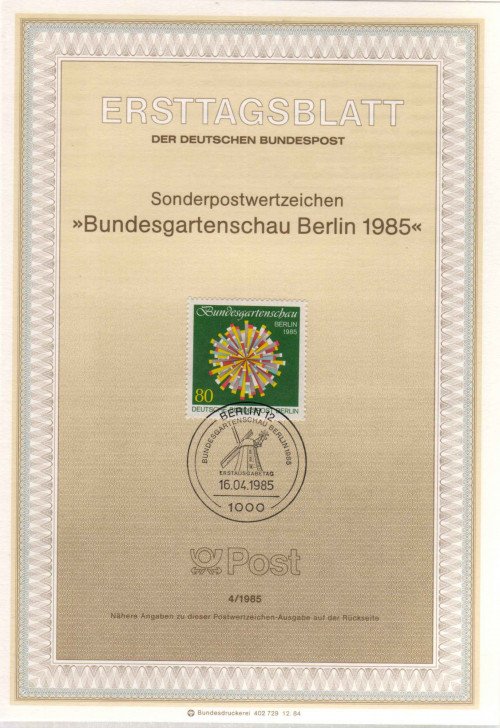 ERSTTAGSBLATT
DER DEUTSCHEN BUNDESPOST
Sonderpostwertzeichen
»Bundesgartenschau Berlin 1985«
Bundesgartenschau
BERLIN
1985
80
DEUTSCHE BUNDESPOST BERLIN
BERLIN 12
BUNDESGARTENSCHAU BERLIN 1985
ERSTAUSGABETAG
16.04.1985
1000
Post
4/1985
Nähere Angaben zu dieser Postwertzeichen-Ausgabe auf der Rückseite
Bundesdruckerei 402 729 12. 84